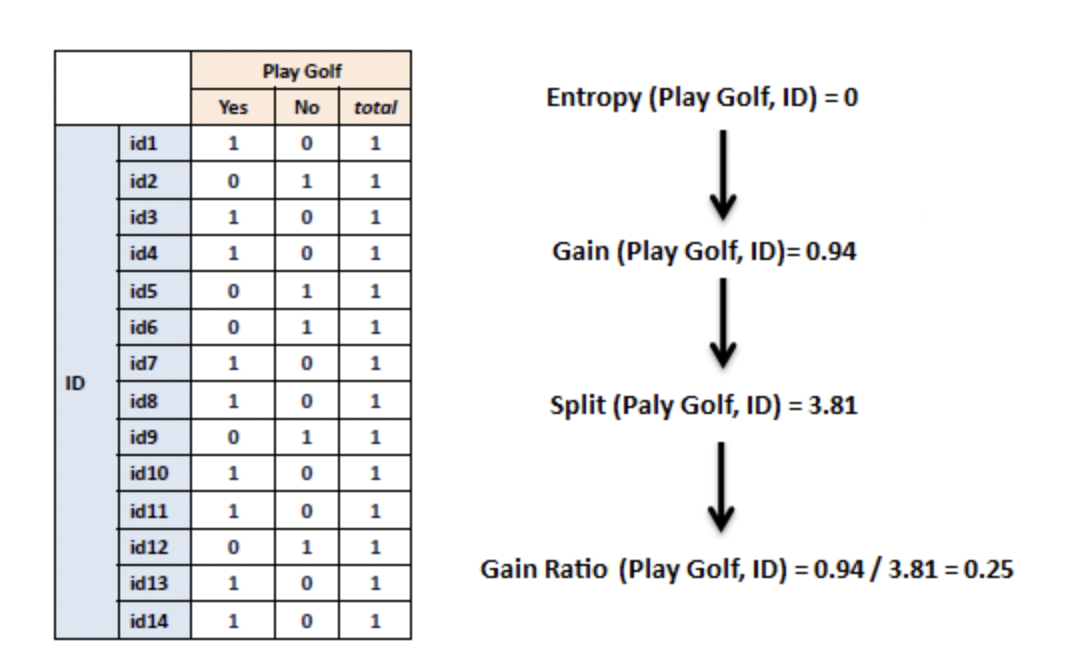 Play Golf
Yes No total
id1 1 0 1
id2 0 1 1
id3 1 0 1
id4 1 0 1
id5 0 1 1
id6 0 1 1
id7 1 0 1
ID
id8 1 0 1
id9 0 1 1
id10 1 0 1
id11 1 0 1
id12 0 1 1
id13 1 0 1
id14 1 0 1
Entropy (Play Golf, ID) = 0
Gain (Play Golf, ID)= 0.94
Split (Paly Golf, ID) = 3.81
Gain Ratio (Play Golf, ID) = 0.94 / 3.81 = 0.25